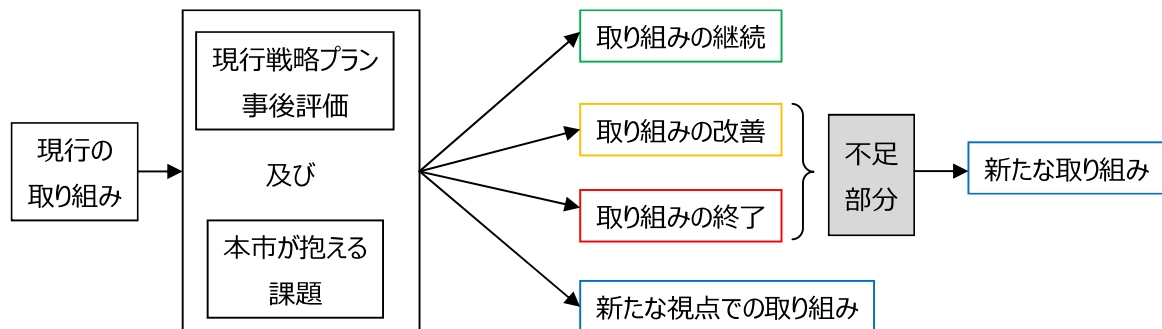 現行の
取り組み
現行戦略プラン
事後評価
及び
本市が抱える
課題
取り組みの継続
取り組みの改善
取り組みの終了
新たな視点での取り組み
不足
部分
新たな取り組み